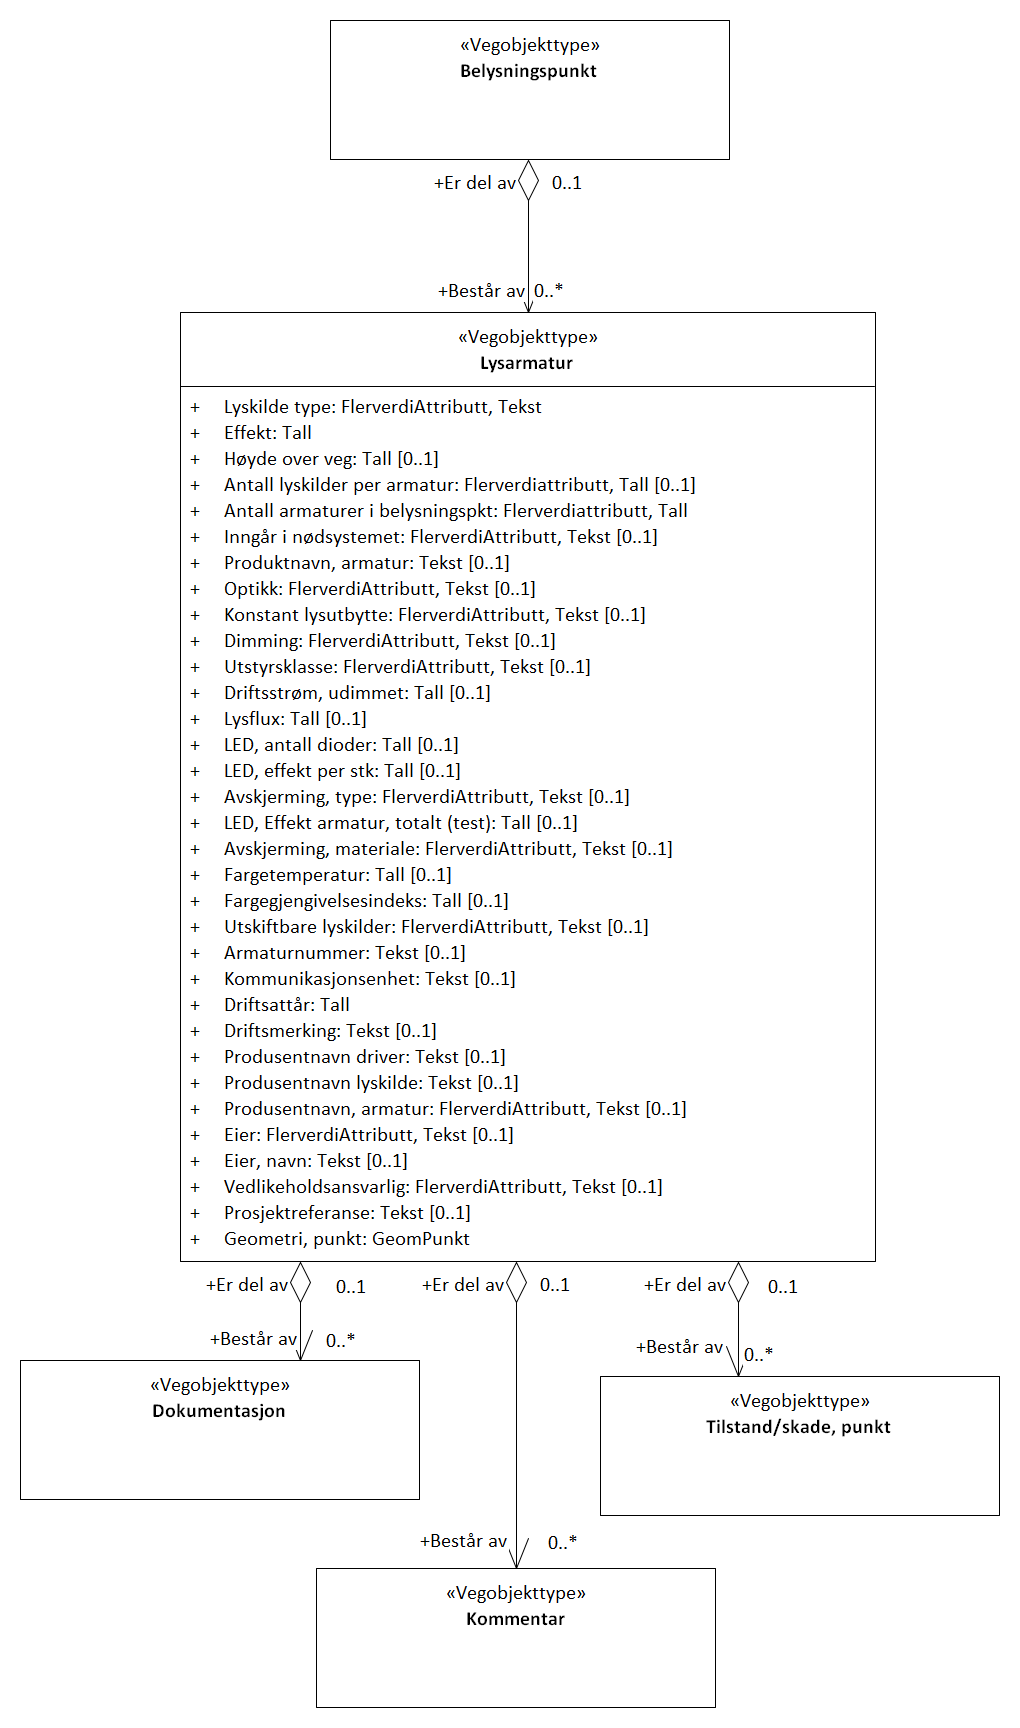 «Vegobjekttype»
Belysningspunkt
+Er del av 0..1
+Består av 0..*
«Vegobjekttype»
Lysarmatur
+ Lyskilde type: FlerverdiAttributt, Tekst
+ Effekt: Tall
+ Høyde over veg: Tall [0..1]
+ Antall lyskilder per armatur: Flerverdiattributt, Tall [0..1]
+ Antall armaturer i belysningspkt: Flerverdiattributt, Tall
+ Inngår i nødsystemet: FlerverdiAttributt, Tekst [0..1]
+ Produktnavn, armatur: Tekst [0..1]
+ Optikk: FlerverdiAttributt, Tekst [0..1]
+ Konstant lysutbytte: FlerverdiAttributt, Tekst [0..1]
+ Dimming: FlerverdiAttributt, Tekst [0..1]
+ Utstyrsklasse: FlerverdiAttributt, Tekst [0..1]
+ Driftsstrøm, udimmet: Tall [0..1]
+ Lysflux: Tall [0..1]
+ LED, antall dioder: Tall [0..1]
+ LED, effekt per stk: Tall [0..1]
+ Avskjerming, type: FlerverdiAttributt, Tekst [0..1]
+ LED, Effekt armatur, totalt (test): Tall [0..1]
+ Avskjerming, materiale: FlerverdiAttributt, Tekst [0..1]
+ Fargetemperatur: Tall [0..1]
+ Fargegjengivelsesindeks: Tall [0..1]
+ Utskiftbare lyskilder: FlerverdiAttributt, Tekst [0..1]
+ Armaturnummer: Tekst [0..1]
+ Kommunikasjonsenhet: Tekst [0..1]
+ Driftsattår: Tall
+ Driftsmerking: Tekst [0..1]
+ Produsentnavn driver: Tekst [0..1]
+ Produsentnavn lyskilde: Tekst [0..1]
+ Produsentnavn, armatur: FlerverdiAttributt, Tekst [0..1]
+ Eier: FlerverdiAttributt, Tekst [0..1]
+ Eier, navn: Tekst [0..1]
+ Vedlikeholdsansvarlig: FlerverdiAttributt, Tekst [0..1]
+ Prosjektreferanse: Tekst [0..1]
+ Geometri, punkt: GeomPunkt
+Er del av 0..1 +Er del av 0..1 +Er del av 0..1
+Består av 0..* +Består av 0..*
«Vegobjekttype»
Dokumentasjon
«Vegobjekttype»
Tilstand/skade, punkt
+Består av 0..*
«Vegobjekttype»
Kommentar